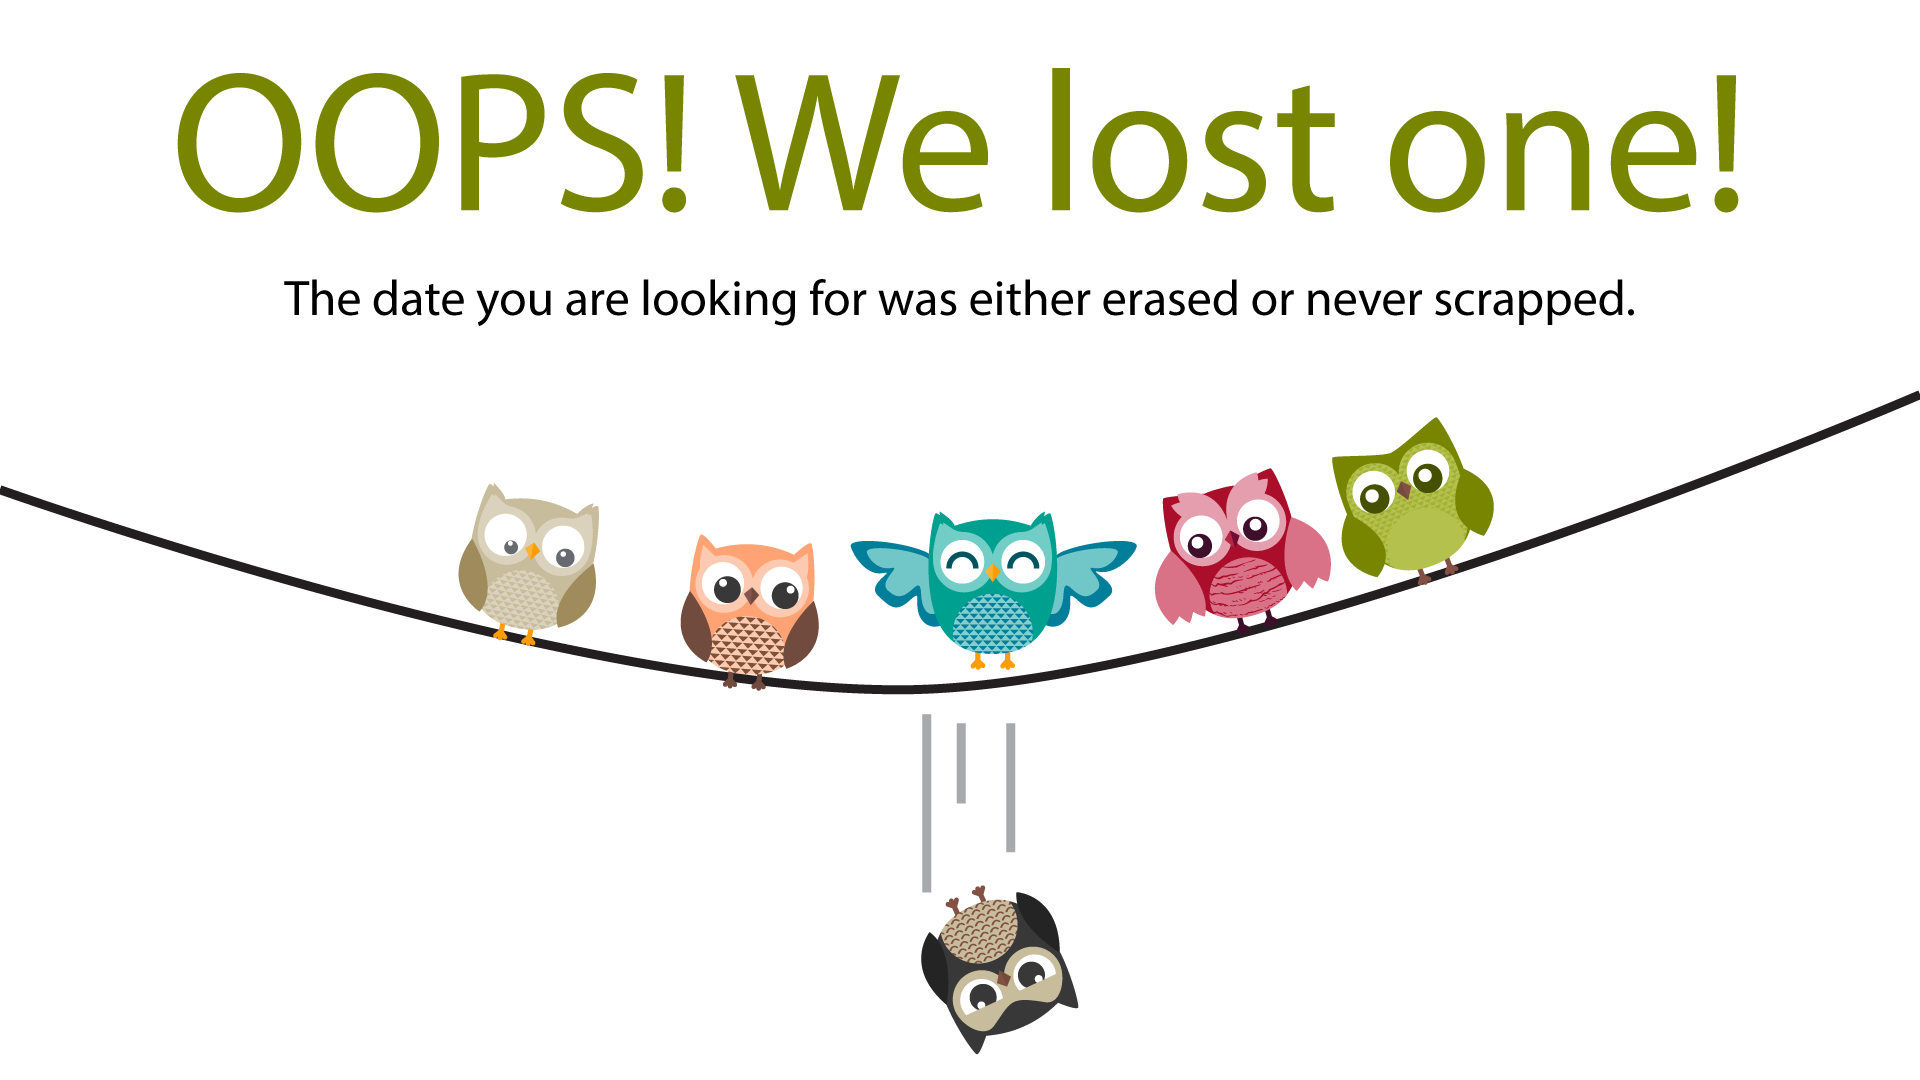 OOPS! We lost one!
The date you are looking for was either erased or never scrapped.